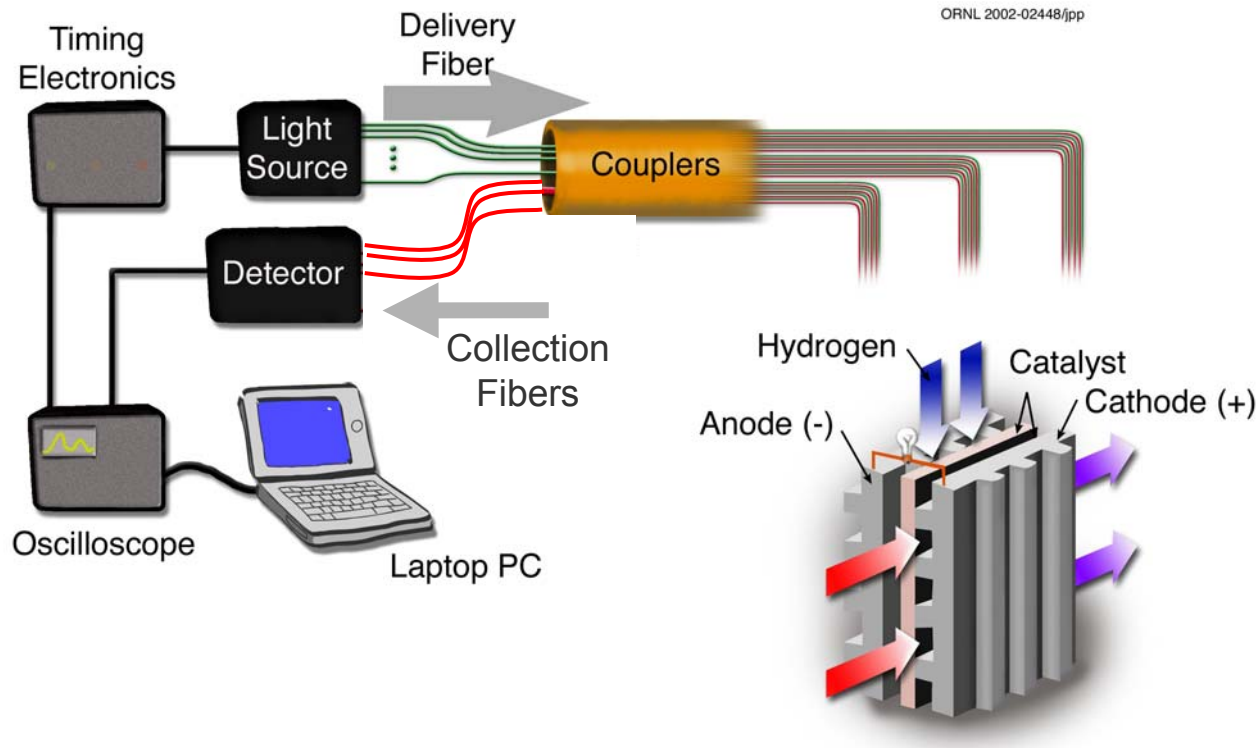 ORNL 2002-02448/jpp
Timing
Electronics
Delivery
Fiber
Light
Source
Couplers
Detector
Collection
Fibers
Hydrogen
Catalyst
Cathode (+)
Anode (-)
Oscilloscope
Laptop PC